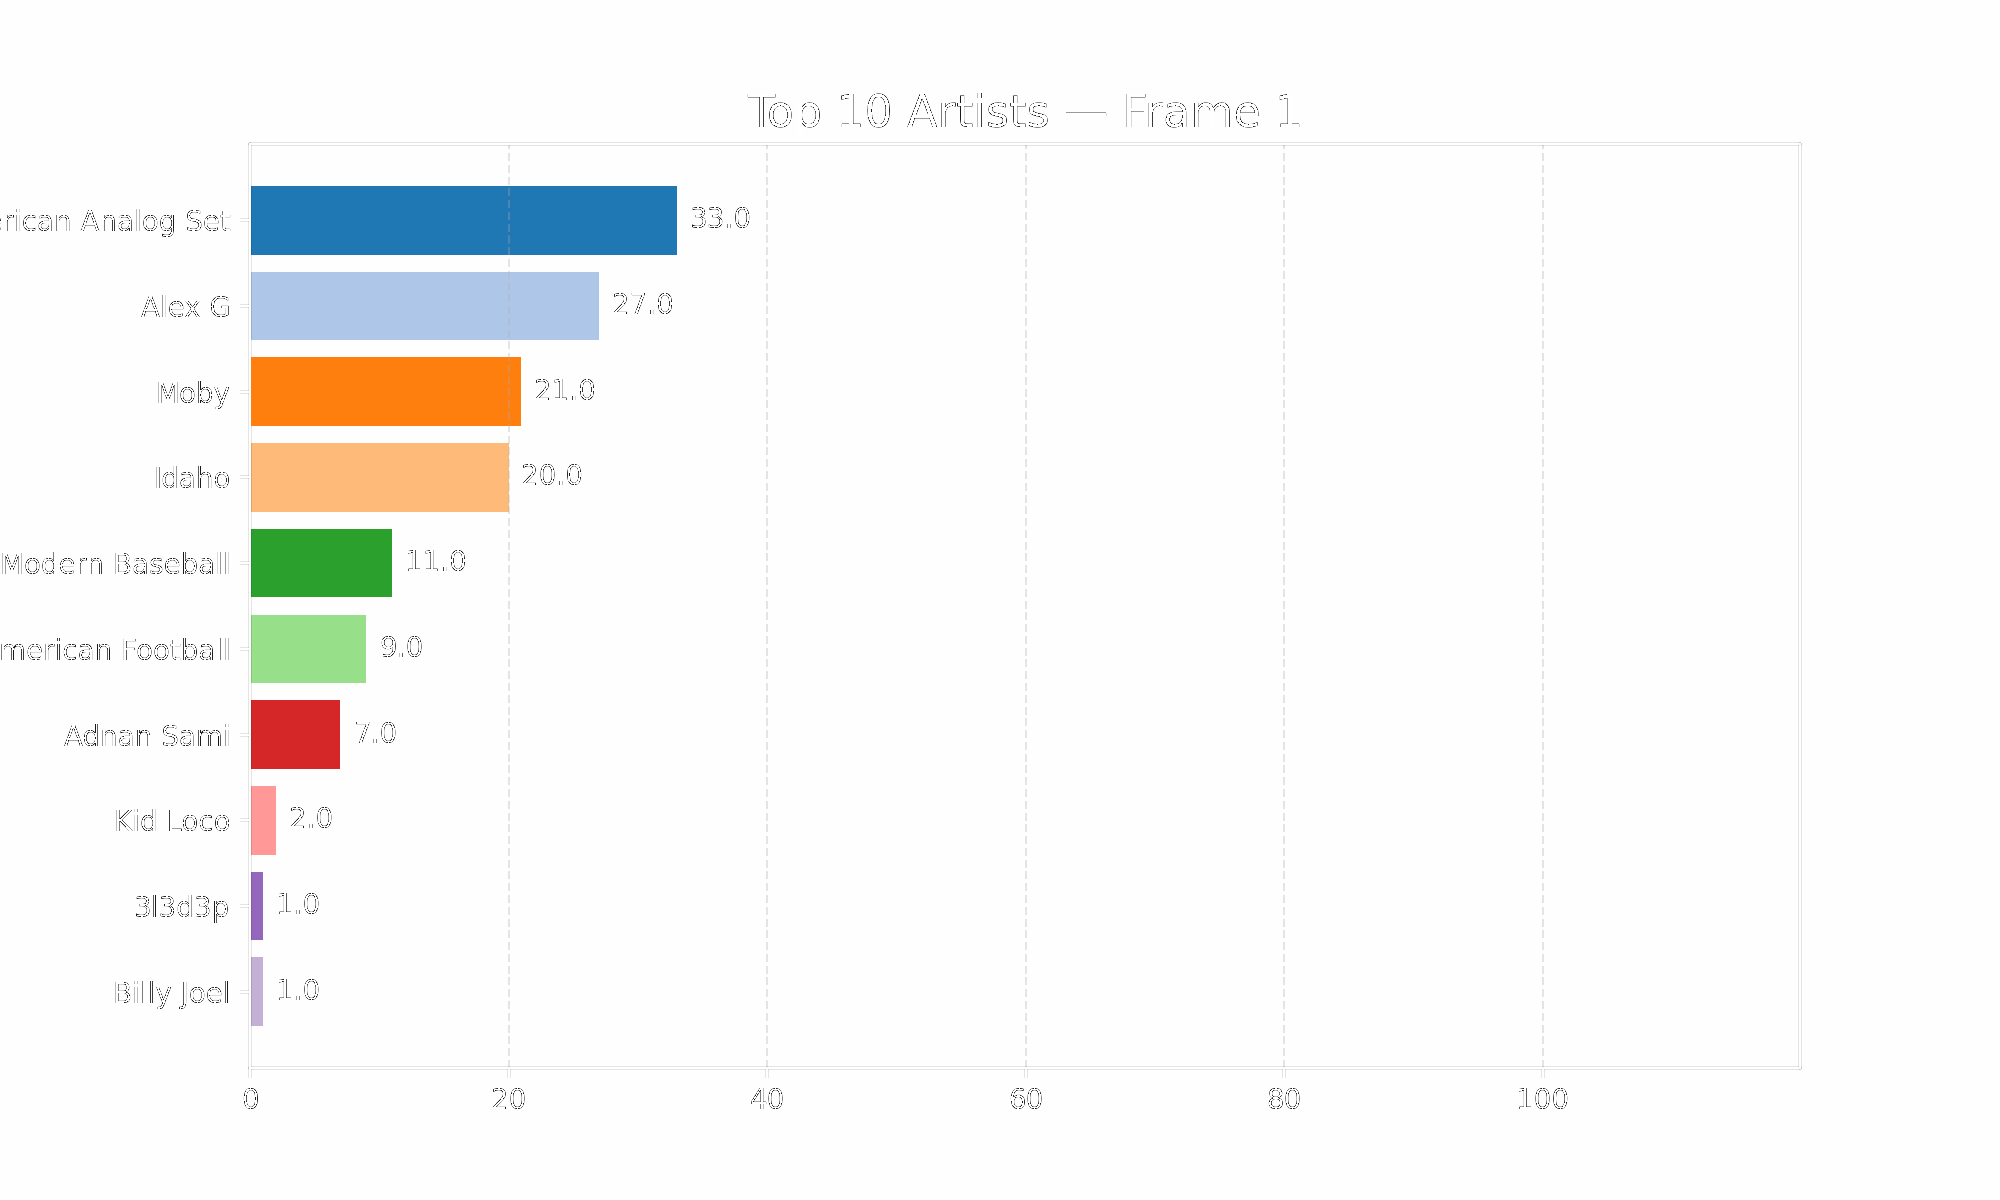 Top 10 Artists — Frame 1
rican Analog Set 33.0
Alex G 27.0
Moby 21.0
Idaho 20.0
Modern Baseball 11.0
merican Football 9.0
Adnan Sami 7.0
Kid Loco 2.0
3l3d3p 1.0
Billy Joel 1.0
0 20 40 60 80 100